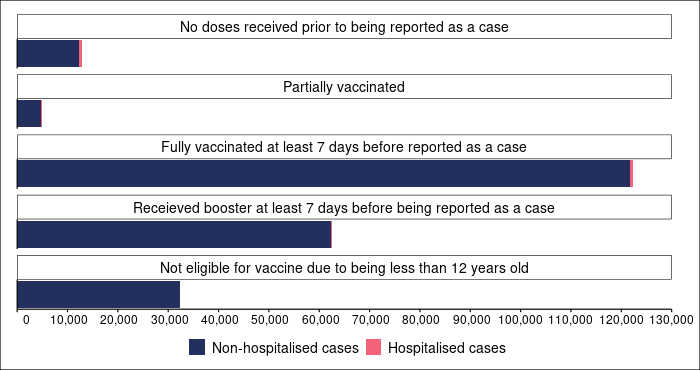 No doses received prior to being reported as a case
Partially vaccinated
Fully vaccinated at least 7 days before reported as a case
Receieved booster at least 7 days before being reported as a case
Not eligible for vaccine due to being less than 12 years old
0 10,000 20,000 30,000 40,000 50,000 60,000 70,000 80,000 90,000 100,000 110,000 120,000 130,000
Non-hospitalised cases Hospitalised cases